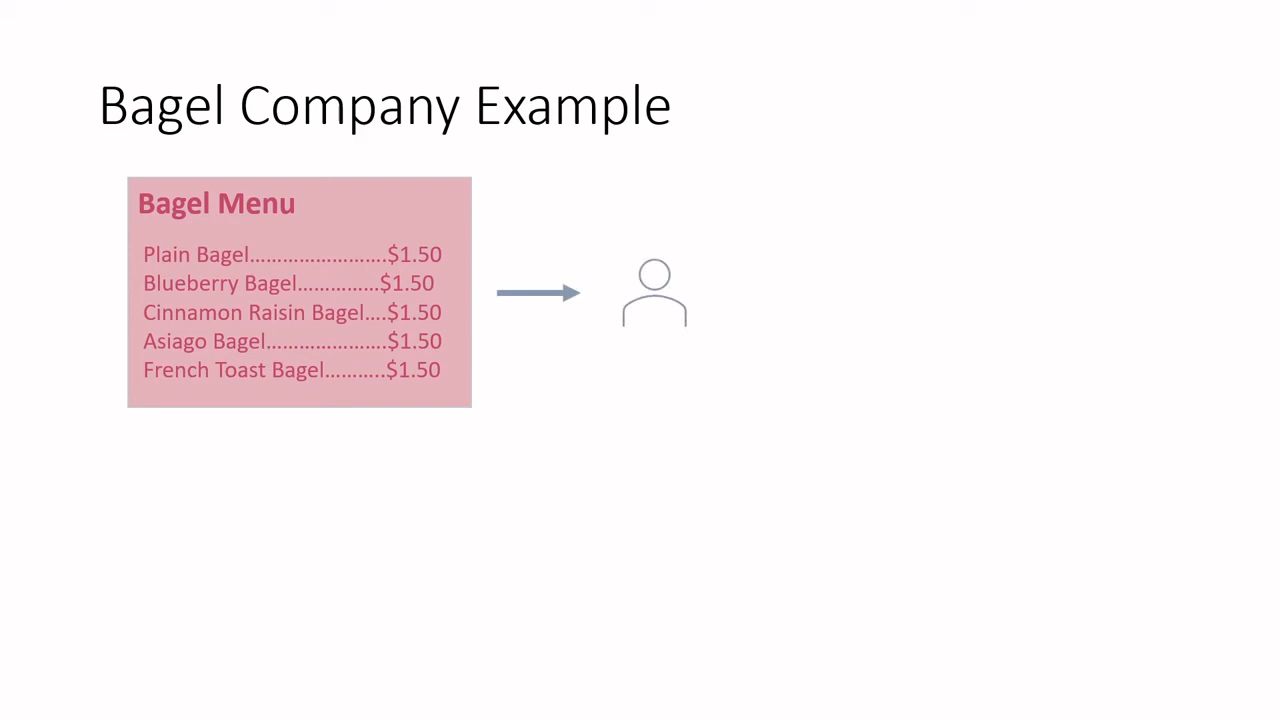 Bagel Company Example
Bagel Menu
Plain Bagel…………………….$1.50
Blueberry Bagel……………$1.50
Cinnamon Raisin Bagel….$1.50
Asiago Bagel………………….$1.50
French Toast Bagel………..$1.50